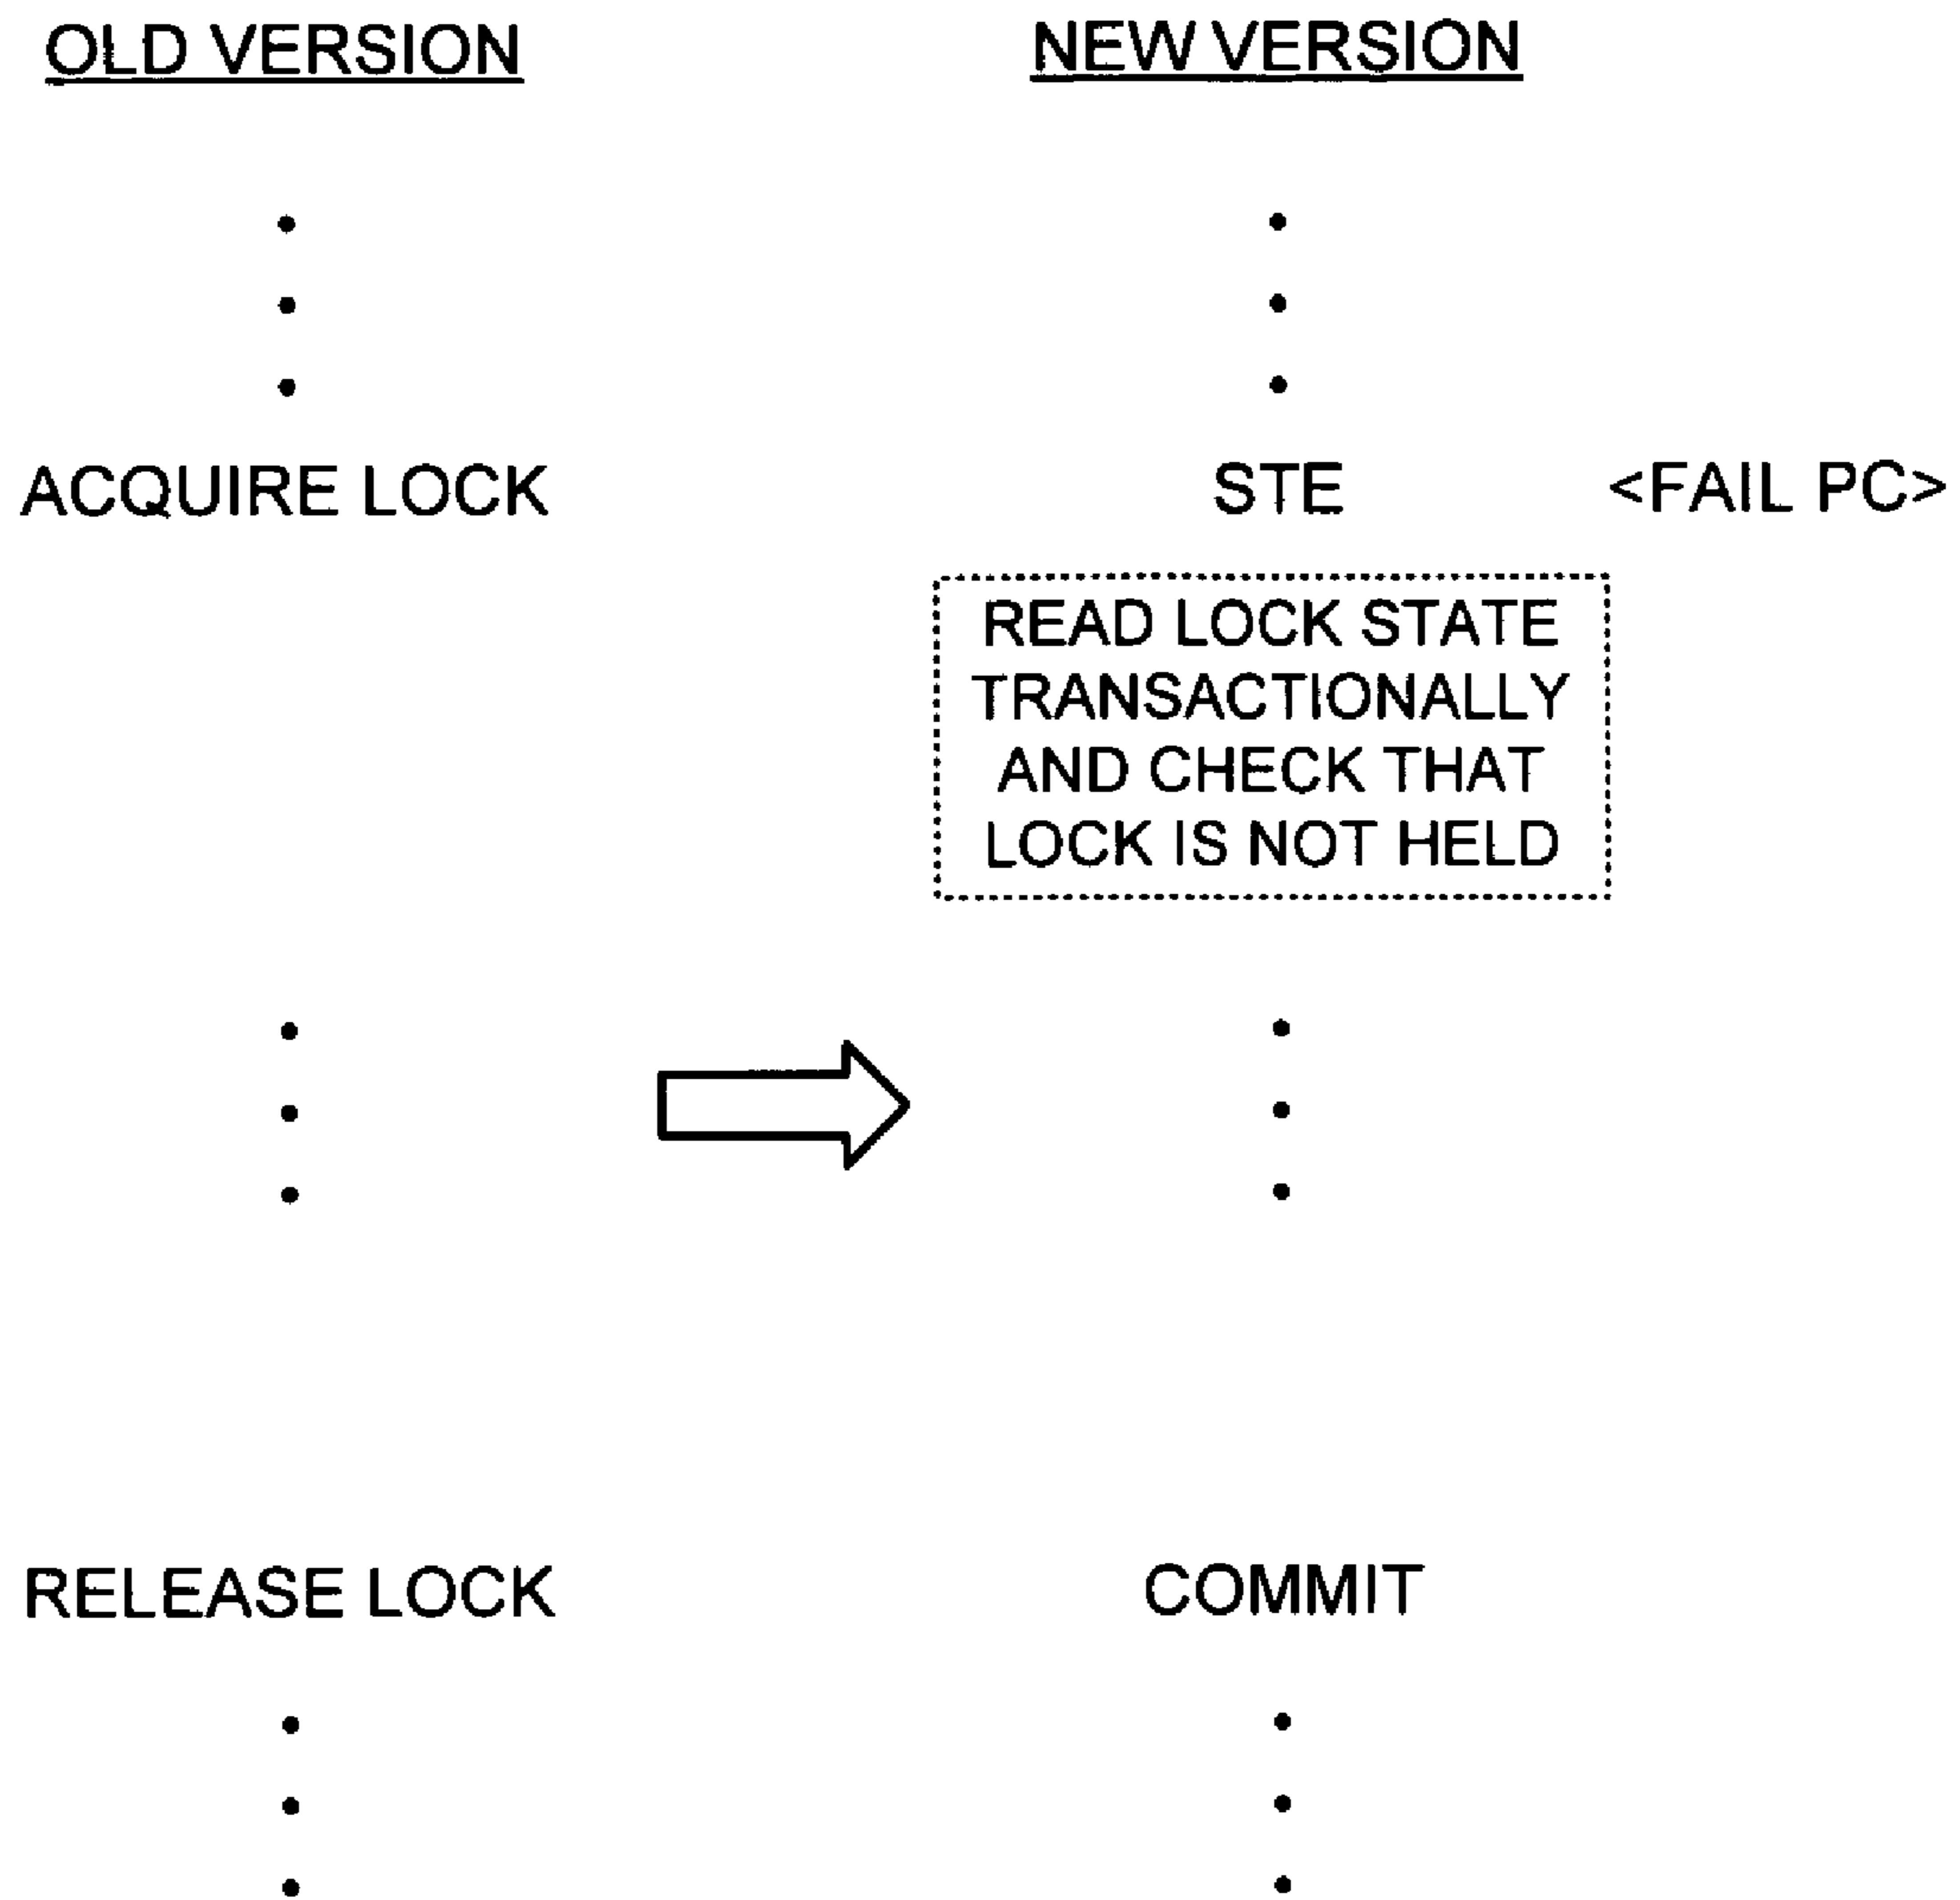 OLD VERSION
NEW VERSION
ACQUIRE LOCK
STE <FAIL PC>
READ LOCK STATE
TRANSACTIONALLY
AND CHECK THAT
LOCK IS NOT HELD
RELEASE LOCK
COMMIT